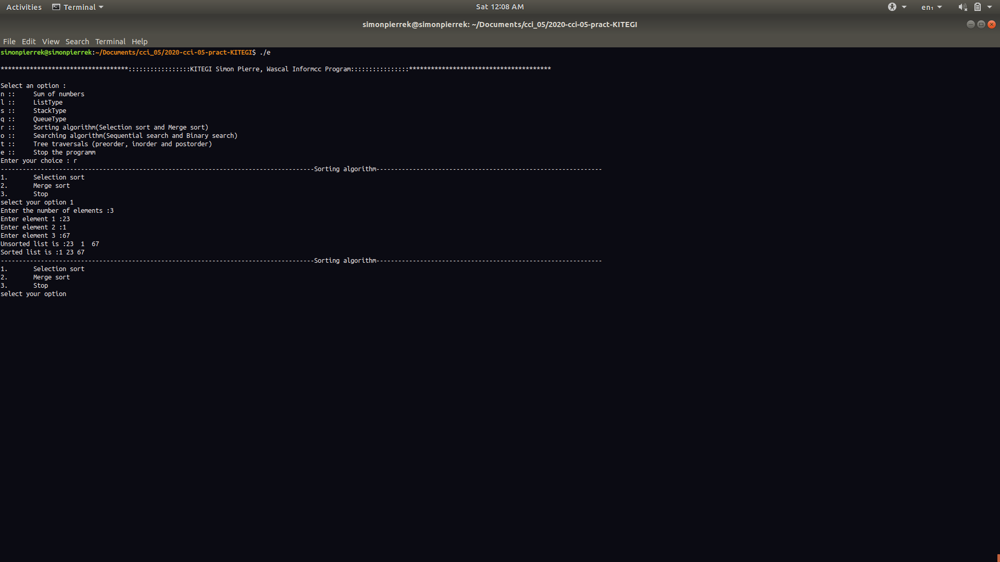 Activities Terminal Sat 12:08 AM en₁
simonpierrek@simonpierrek: ~/Documents/cci_05/2020-cci-05-pract-KITEGI
File Edit View Search Terminal Help
simonpierrek@simonpierrek:~/Documents/cci_05/2020-cci-05-pract-KITEGI$ ./e
***********************************:::::::::::::::::KITEGI Simon Pierre, Wascal Informcc Program::::::::::::::::***************************************
Select an option :
n :: Sum of numbers
l :: ListType
s :: StackType
q :: QueueType
r :: Sorting algorithm(Selection sort and Merge sort)
o :: Searching algorithm(Sequential search and Binary search)
t :: Tree traversals (preorder, inorder and postorder)
e :: Stop the programm
Enter your choice : r
--------------------------------------------------------------------------------------Sorting algorithm--------------------------------------------------------------
1. Selection sort
2. Merge sort
3. Stop
select your option 1
Enter the number of elements :3
Enter element 1 :23
Enter element 2 :1
Enter element 3 :67
Unsorted list is :23 1 67
Sorted list is :1 23 67
--------------------------------------------------------------------------------------Sorting algorithm--------------------------------------------------------------
1. Selection sort
2. Merge sort
3. Stop
select your option